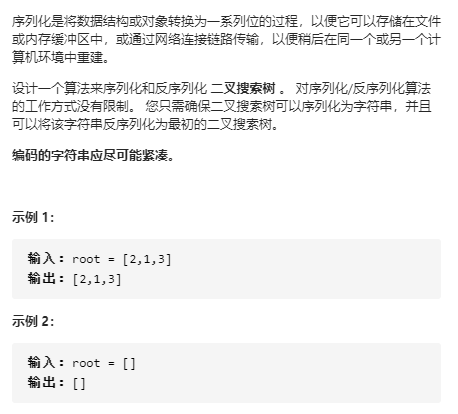 序列化是将数据结构或对象转换为一系列位的过程，以便它可以存储在文件
或内存缓冲区中，或通过网络连接链路传输，以便稍后在同一个或另一个计
算机环境中重建。
设计一个算法来序列化和反序列化 二叉搜索树 。 对序列化/反序列化算法
的工作方式没有限制。 您只需确保二叉搜索树可以序列化为字符串，并且
可以将该字符串反序列化为最初的二叉搜索树。
编码的字符串应尽可能紧凑。
示例 1：
输入：root = [2,1,3]
输出：[2,1,3]
示例 2：
输入：root = []
输出：[]